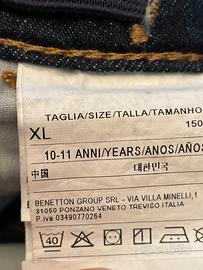 TAGLIA/SIZE/TALLA/TAMANHO
XL
150
10-11 ANNI/YEARS/ANOS/AÑOS
中国
대한민국
BENETTON GROUP SRL - VIA VILLA MINELLI,1
31050 PONZANO VENETO TREVISO ITALIA
P.iva 03490770264
40